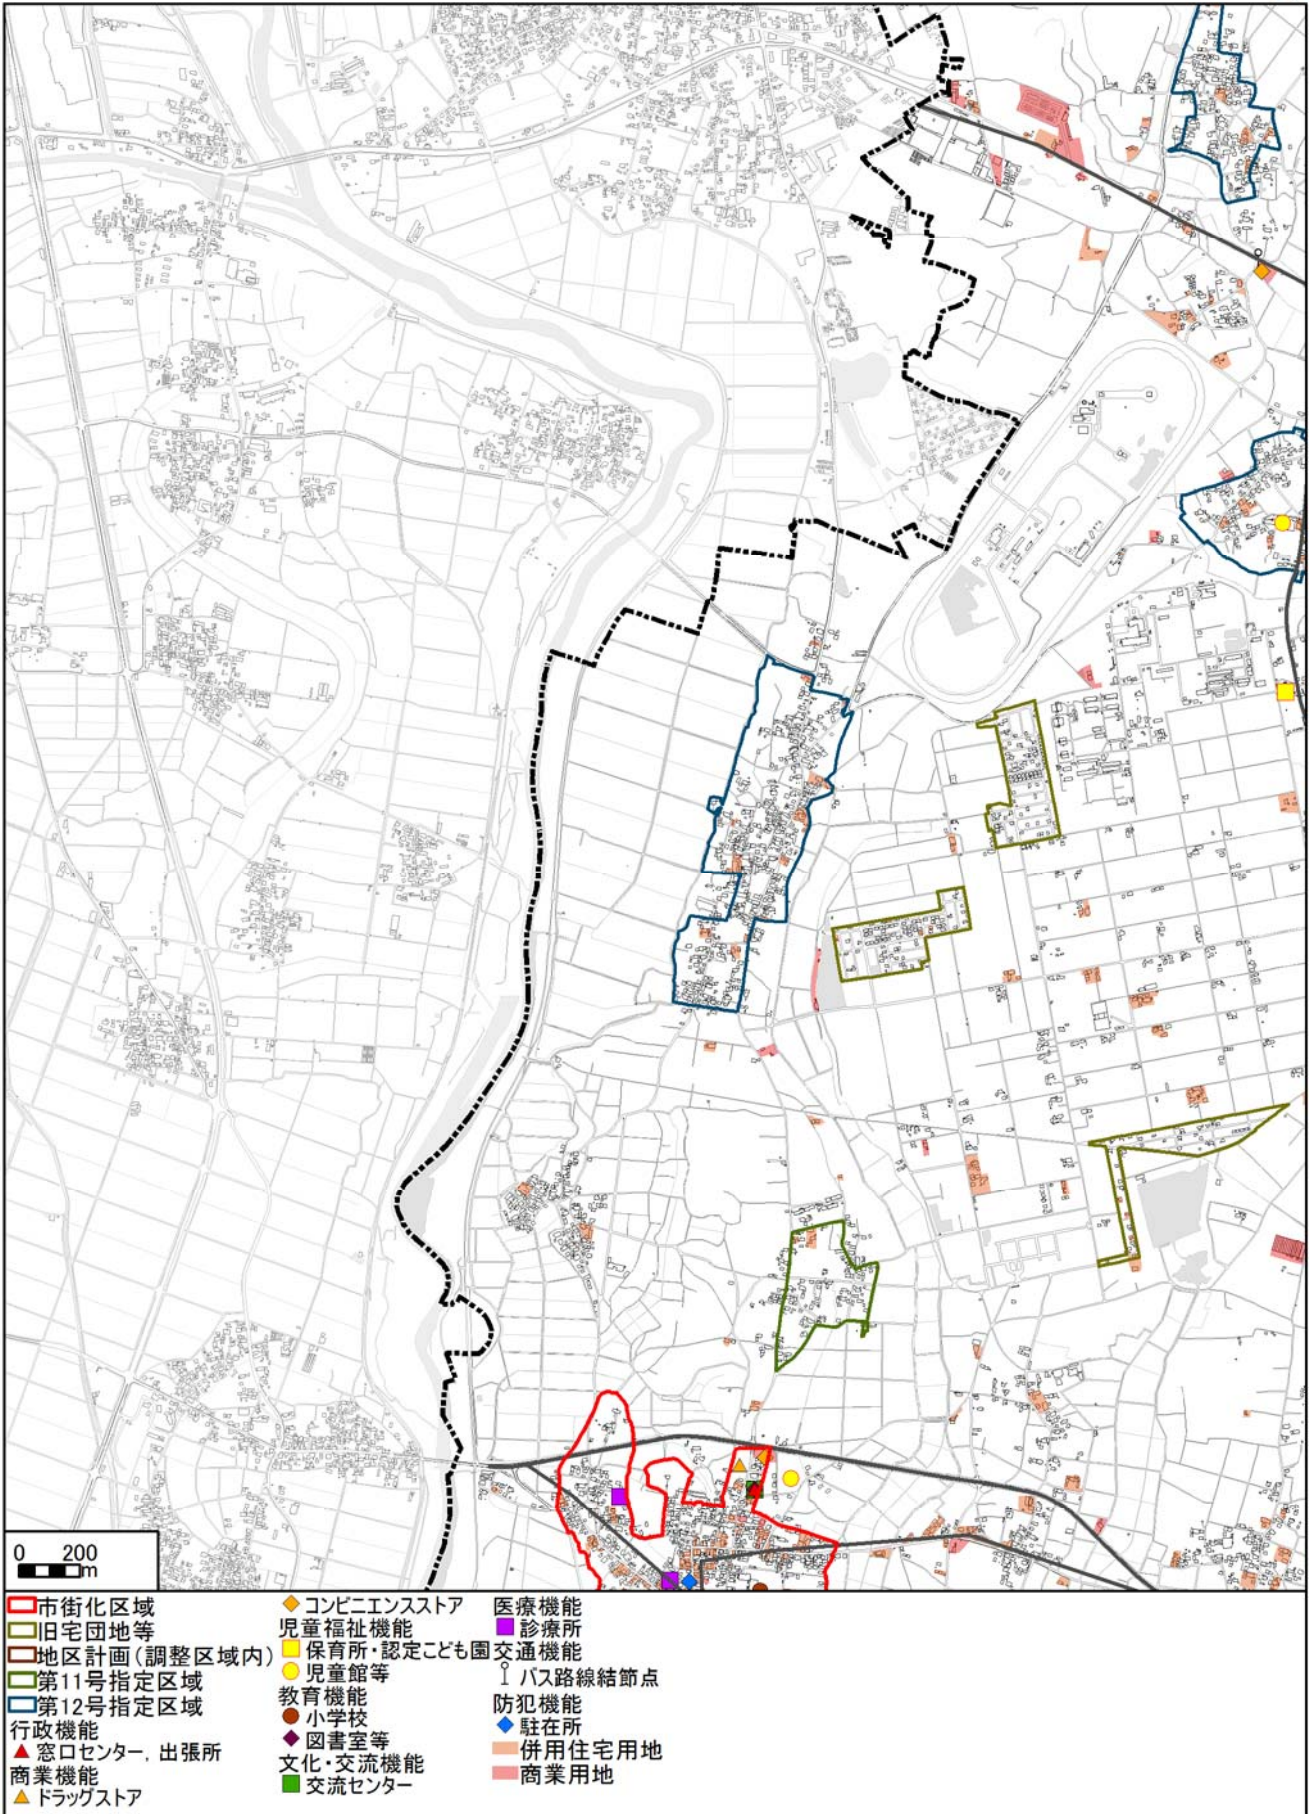 0 200
m
市街化区域
旧宅団地等
地区計画(調整区域内)
第11号指定区域
第12号指定区域
行政機能
窓口センター, 出張所
商業機能
ドラッグストア
コンビニエンスストア
児童福祉機能
保育所・認定こども園
児童館等
教育機能
小学校
図書室等
文化・交流機能
交流センター
医療機能
診療所
交通機能
バス路線結節点
防犯機能
駐在所
併用住宅用地
商業用地